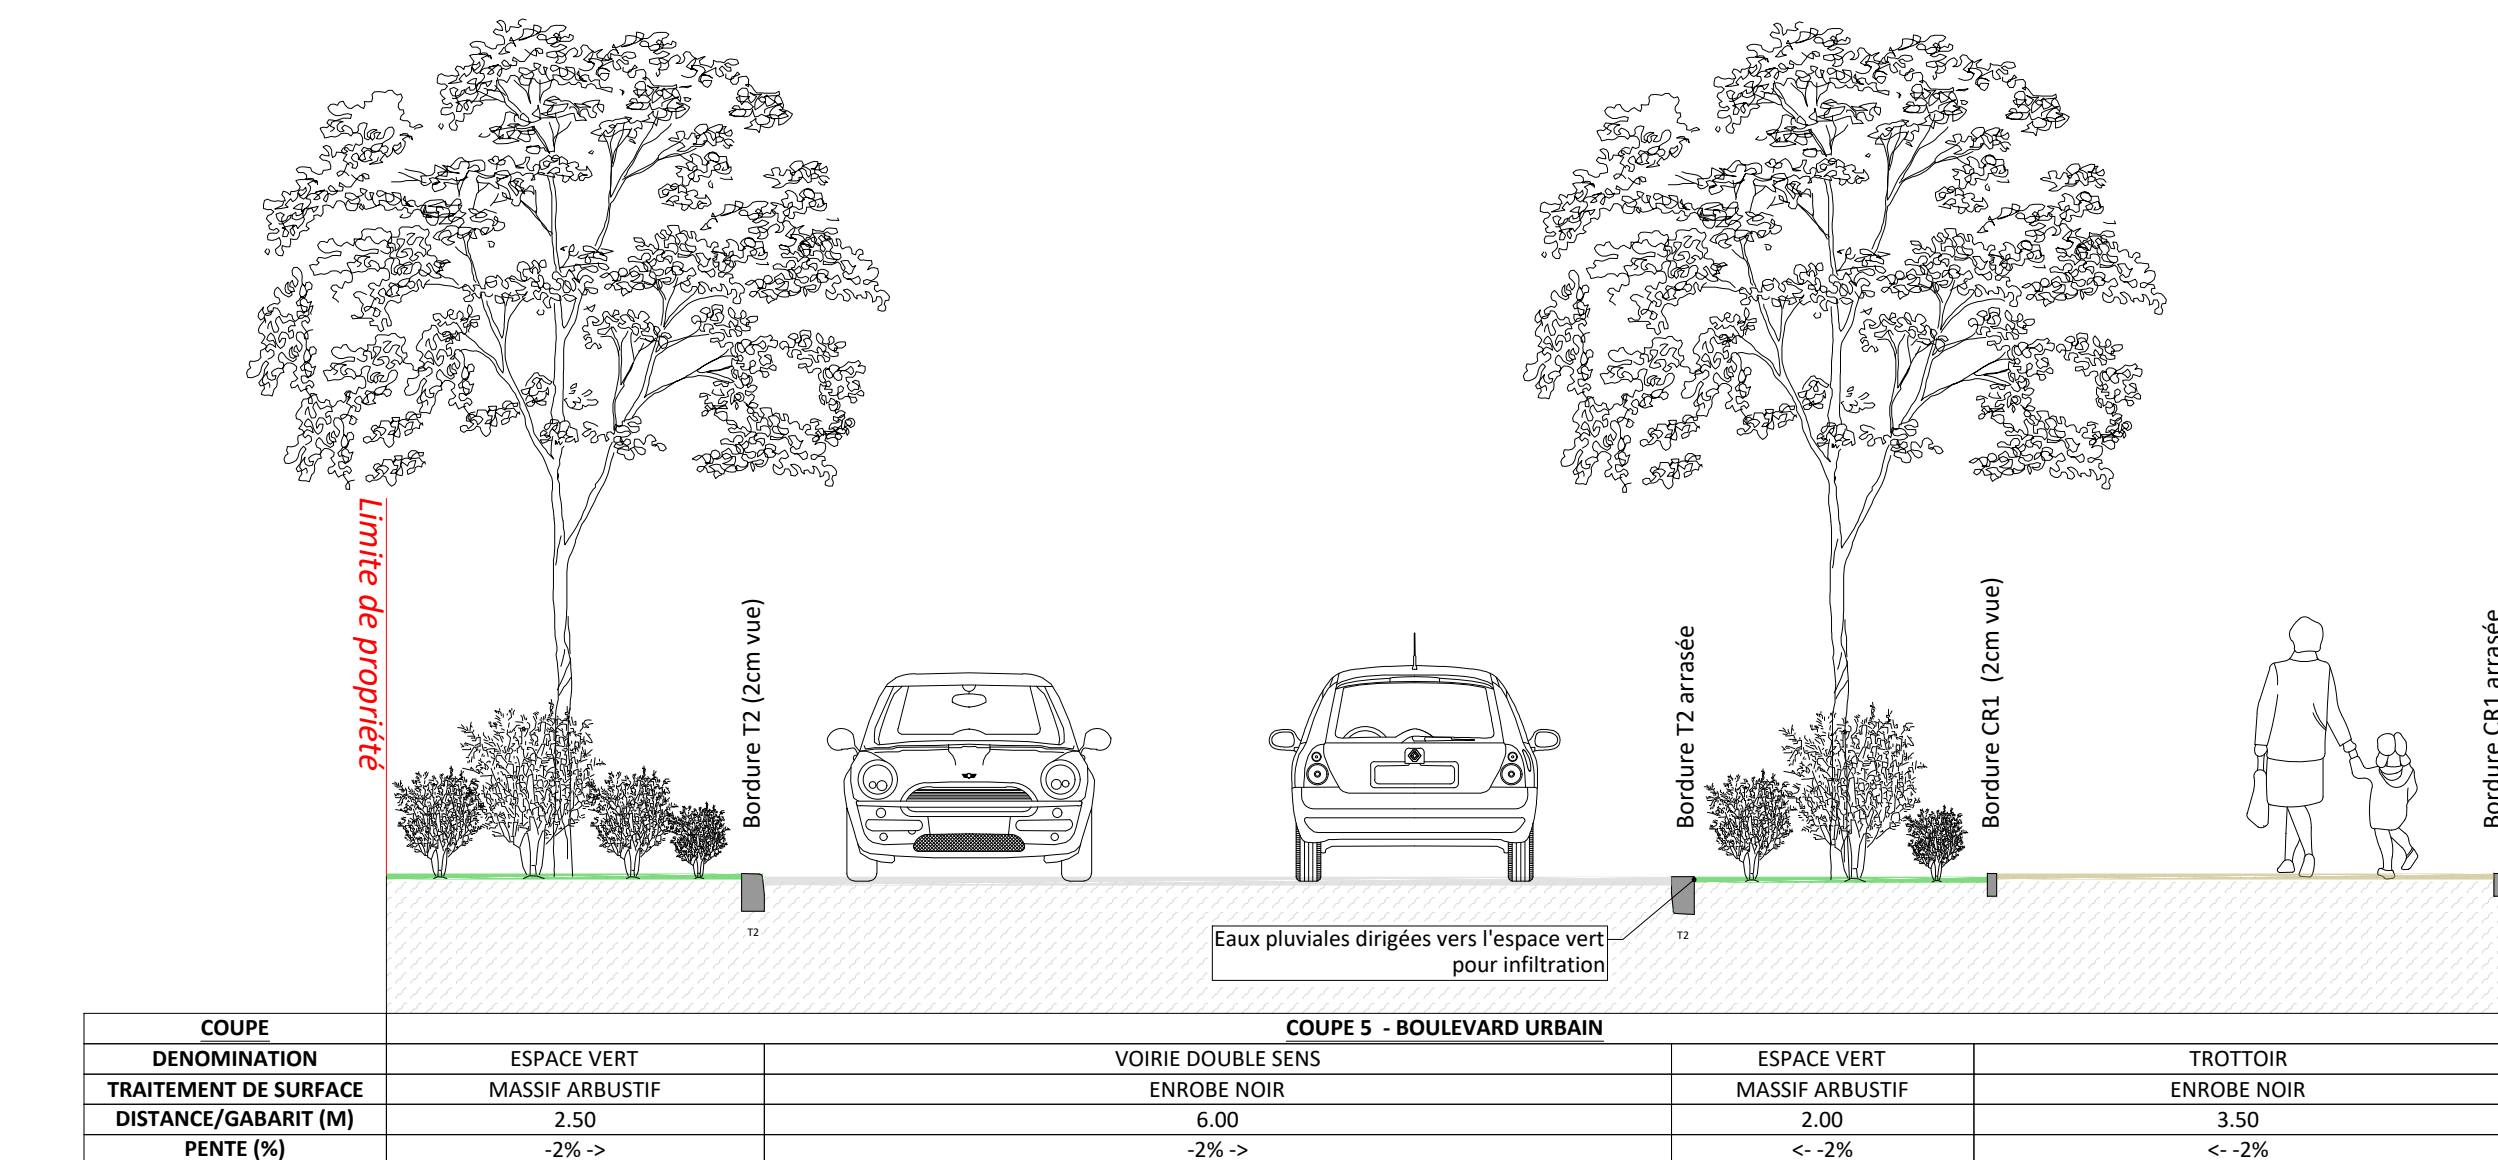 Limite de propriété
Bordure T2 (2cm vue)
Bordure T2 arrasée
Bordure CR1 (2cm vue)
Bordure CR1 arrasée
T2
T2
Eaux pluviales dirigées vers l'espace vert
pour infiltration
COUPE COUPE 5 - BOULEVARD URBAIN
DENOMINATION ESPACE VERT VOIRIE DOUBLE SENS ESPACE VERT TROTTOIR
TRAITEMENT DE SURFACE MASSIF ARBUSTIF ENROBE NOIR MASSIF ARBUSTIF ENROBE NOIR
DISTANCE/GABARIT (M) 2.50 6.00 2.00 3.50
PENTE (%) -2% -> -2% -> <- -2% <- -2%